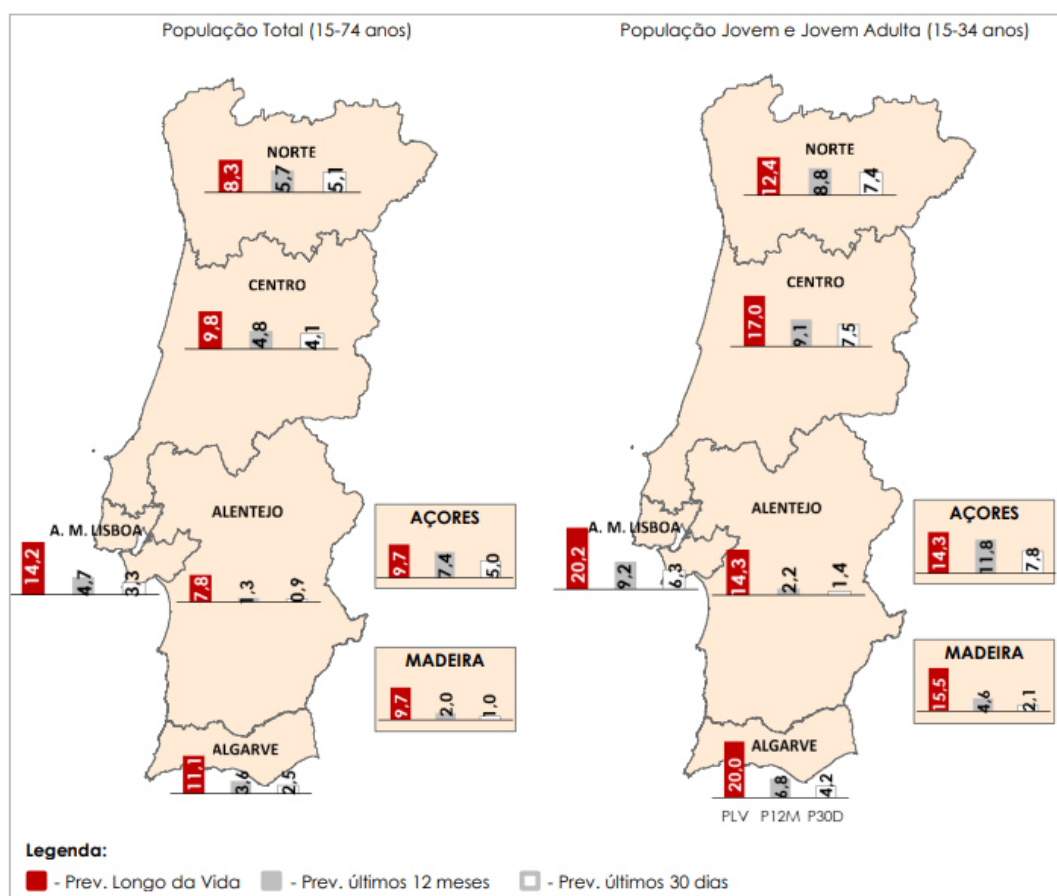 População Total (15-74 anos)
NORTE
8,3 5,7 5,1
CENTRO
9,8 4,8 4,1
ALENTEJO
A. M. LISBOA
14,2 4,7 3,3
7,8 1,3 0,9
AÇORES
9,7 7,4 5,0
MADEIRA
9,7 2,0 1,0
ALGARVE
11,1 3,6 2,5
População Jovem e Jovem Adulta (15-34 anos)
NORTE
12,4 8,8 7,4
CENTRO
17,0 9,1 7,5
ALENTEJO
A. M. LISBOA
20,2 9,2 6,3
14,3 2,2 1,4
AÇORES
14,3 11,8 7,8
MADEIRA
15,5 4,6 2,1
ALGARVE
20,0 6,8 4,2
PLV P12M P30D
Legenda:
- Prev. Longo da Vida - Prev. últimos 12 meses - Prev. últimos 30 dias